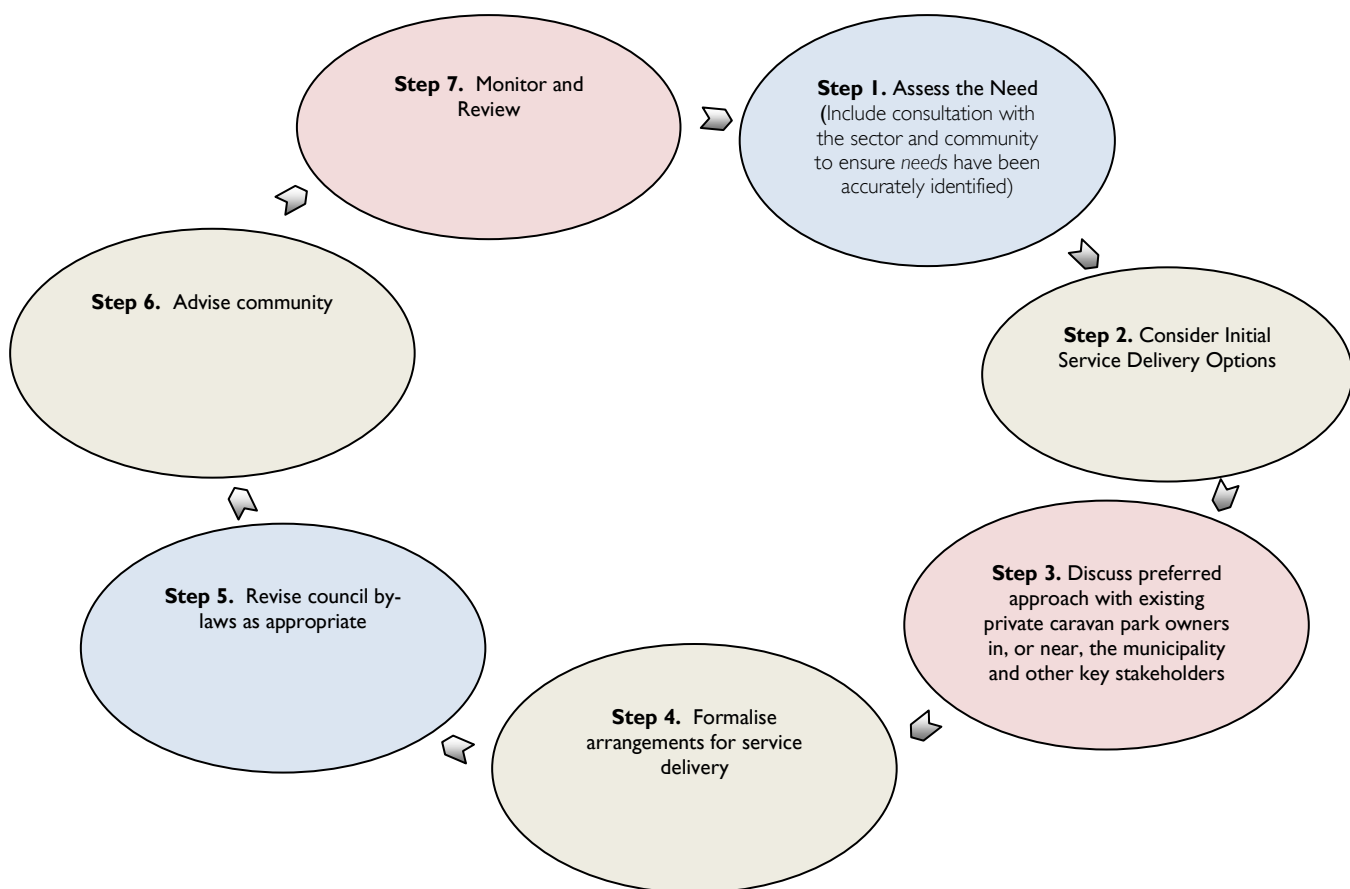 Step 1. Assess the Need
(Include consultation with
the sector and community
to ensure needs have been
accurately identified)
Step 2. Consider Initial
Service Delivery Options
Step 3. Discuss preferred
approach with existing
private caravan park owners
in, or near, the municipality
and other key stakeholders
Step 4. Formalise
arrangements for service
delivery
Step 5. Revise council by-
laws as appropriate
Step 6. Advise community
Step 7. Monitor and
Review